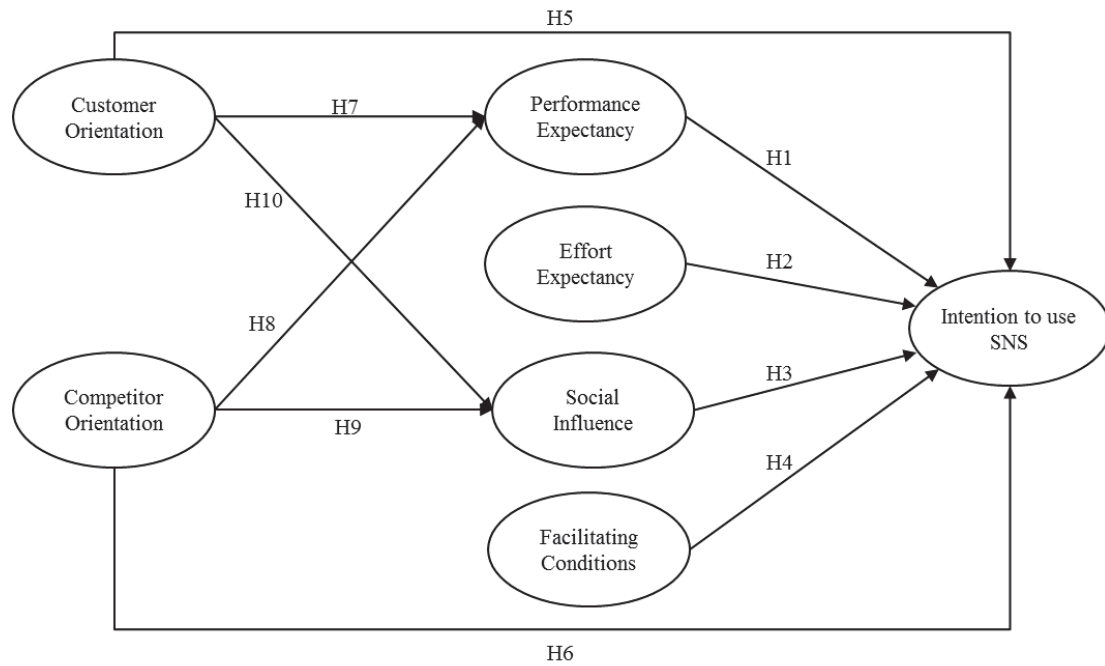 H5
Customer
Orientation
H7
Performance
Expectancy
H1
H10
Effort
Expectancy
H2
H8
Intention to use
SNS
Competitor
Orientation
H9
Social
Influence
H3
H4
Facilitating
Conditions
H6